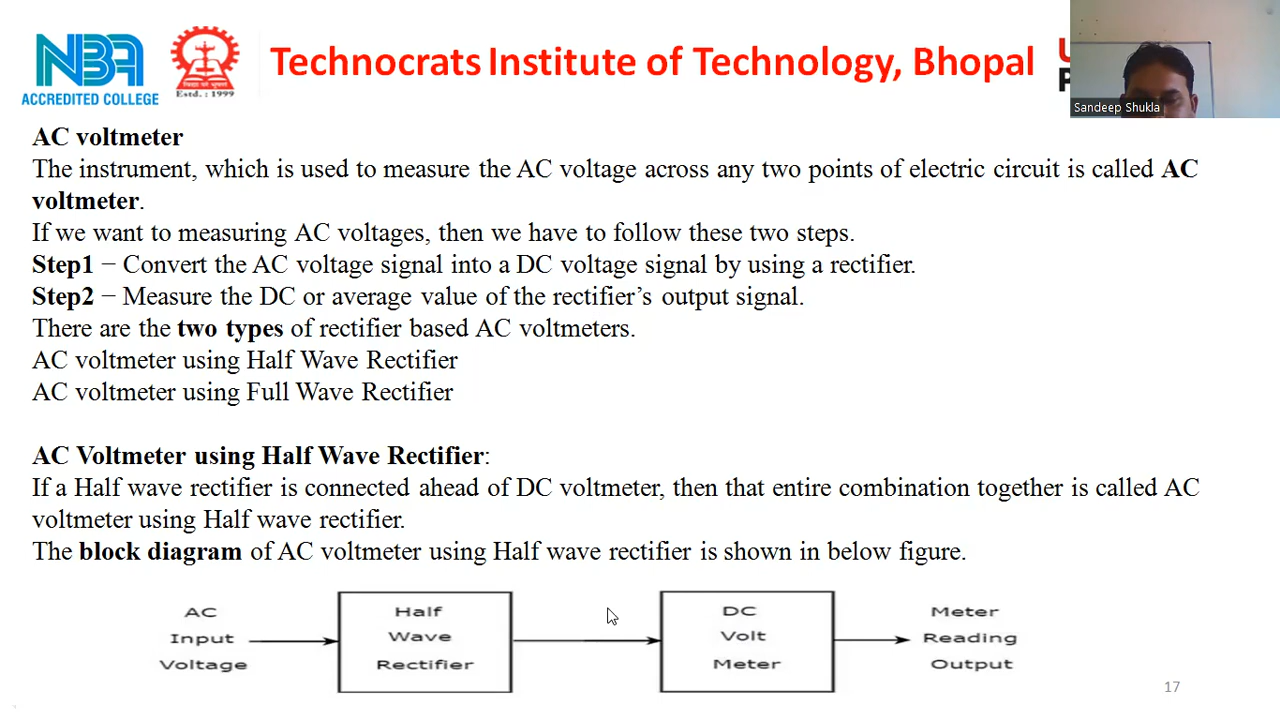 NBA
ACCREDITED COLLEGE
Estd. : 1999
Technocrats Institute of Technology, Bhopal
Sandeep Shukla
AC voltmeter
The instrument, which is used to measure the AC voltage across any two points of electric circuit is called AC
voltmeter.
If we want to measuring AC voltages, then we have to follow these two steps.
Step1 − Convert the AC voltage signal into a DC voltage signal by using a rectifier.
Step2 − Measure the DC or average value of the rectifier’s output signal.
There are the two types of rectifier based AC voltmeters.
AC voltmeter using Half Wave Rectifier
AC voltmeter using Full Wave Rectifier
AC Voltmeter using Half Wave Rectifier:
If a Half wave rectifier is connected ahead of DC voltmeter, then that entire combination together is called AC
voltmeter using Half wave rectifier.
The block diagram of AC voltmeter using Half wave rectifier is shown in below figure.
AC
Input
Voltage
Half
Wave
Rectifier
DC
Volt
Meter
Meter
Reading
Output
17